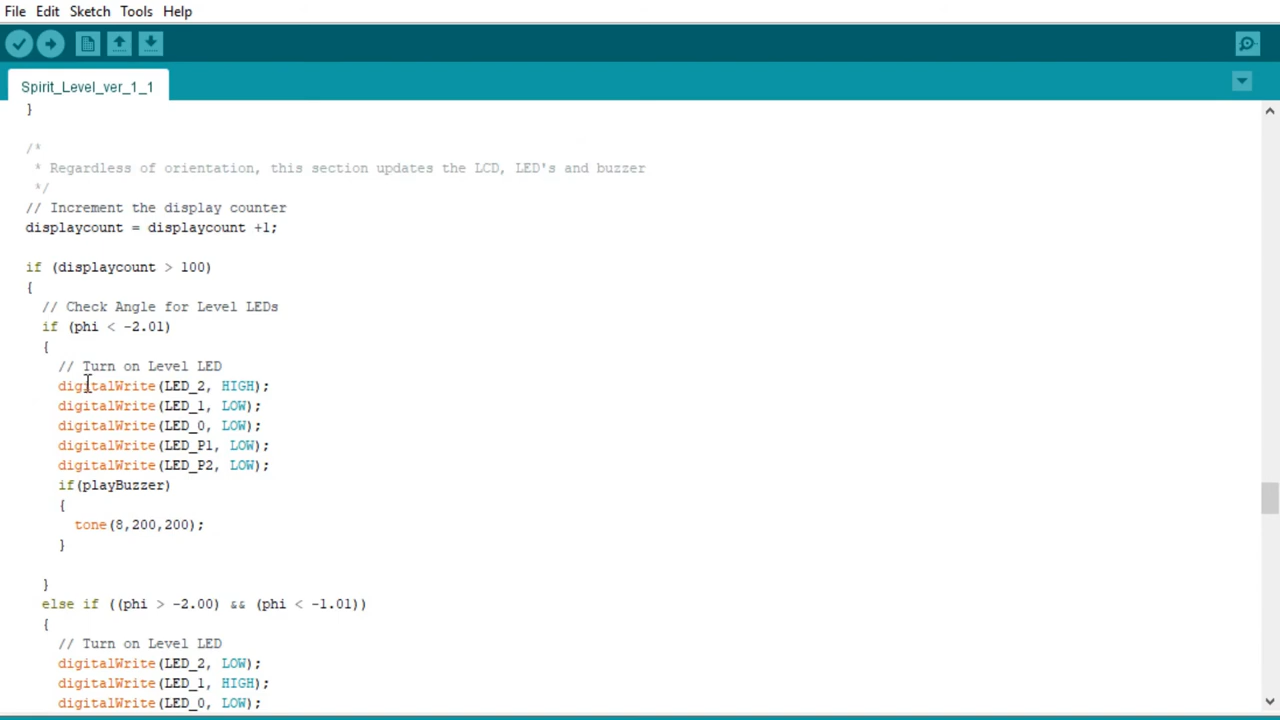 File Edit Sketch Tools Help
Spirit_Level_ver_1_1
}
/*
* Regardless of orientation, this section updates the LCD, LED's and buzzer
*/
// Increment the display counter
displaycount = displaycount +1;
if (displaycount > 100)
{
// Check Angle for Level LEDs
if (phi < -2.01)
{
// Turn on Level LED
digitalWrite(LED_2, HIGH);
digitalWrite(LED_1, LOW);
digitalWrite(LED_0, LOW);
digitalWrite(LED_P1, LOW);
digitalWrite(LED_P2, LOW);
if(playBuzzer)
{
tone(8,200,200);
}
}
else if ((phi > -2.00) && (phi < -1.01))
{
// Turn on Level LED
digitalWrite(LED_2, LOW);
digitalWrite(LED_1, HIGH);
digitalWrite(LED_0, LOW);